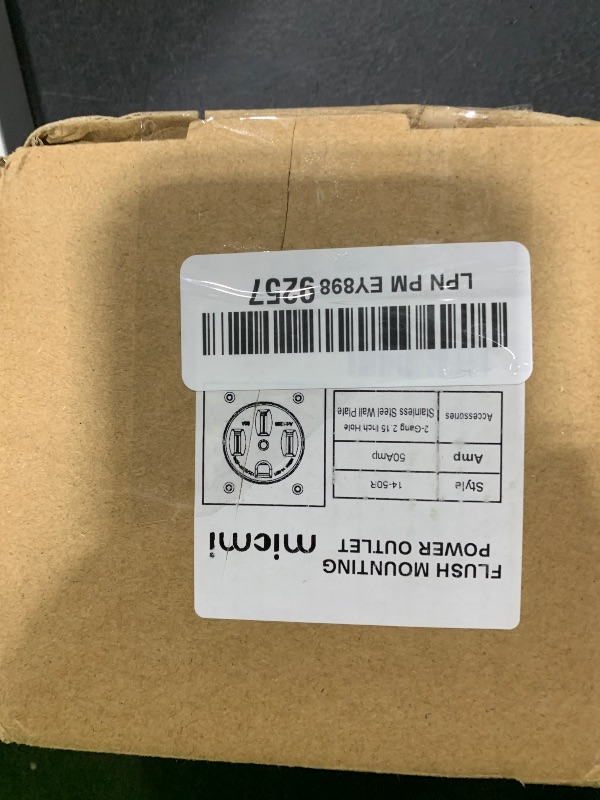 FLUSH MOUNTING
POWER OUTLET
micmi
Style 14-50R
Amp 50Amp
Accessories 2-Gang 2.15 Inch Hole
Stainless Steel Wall Plate
LPN PM EY898 9257